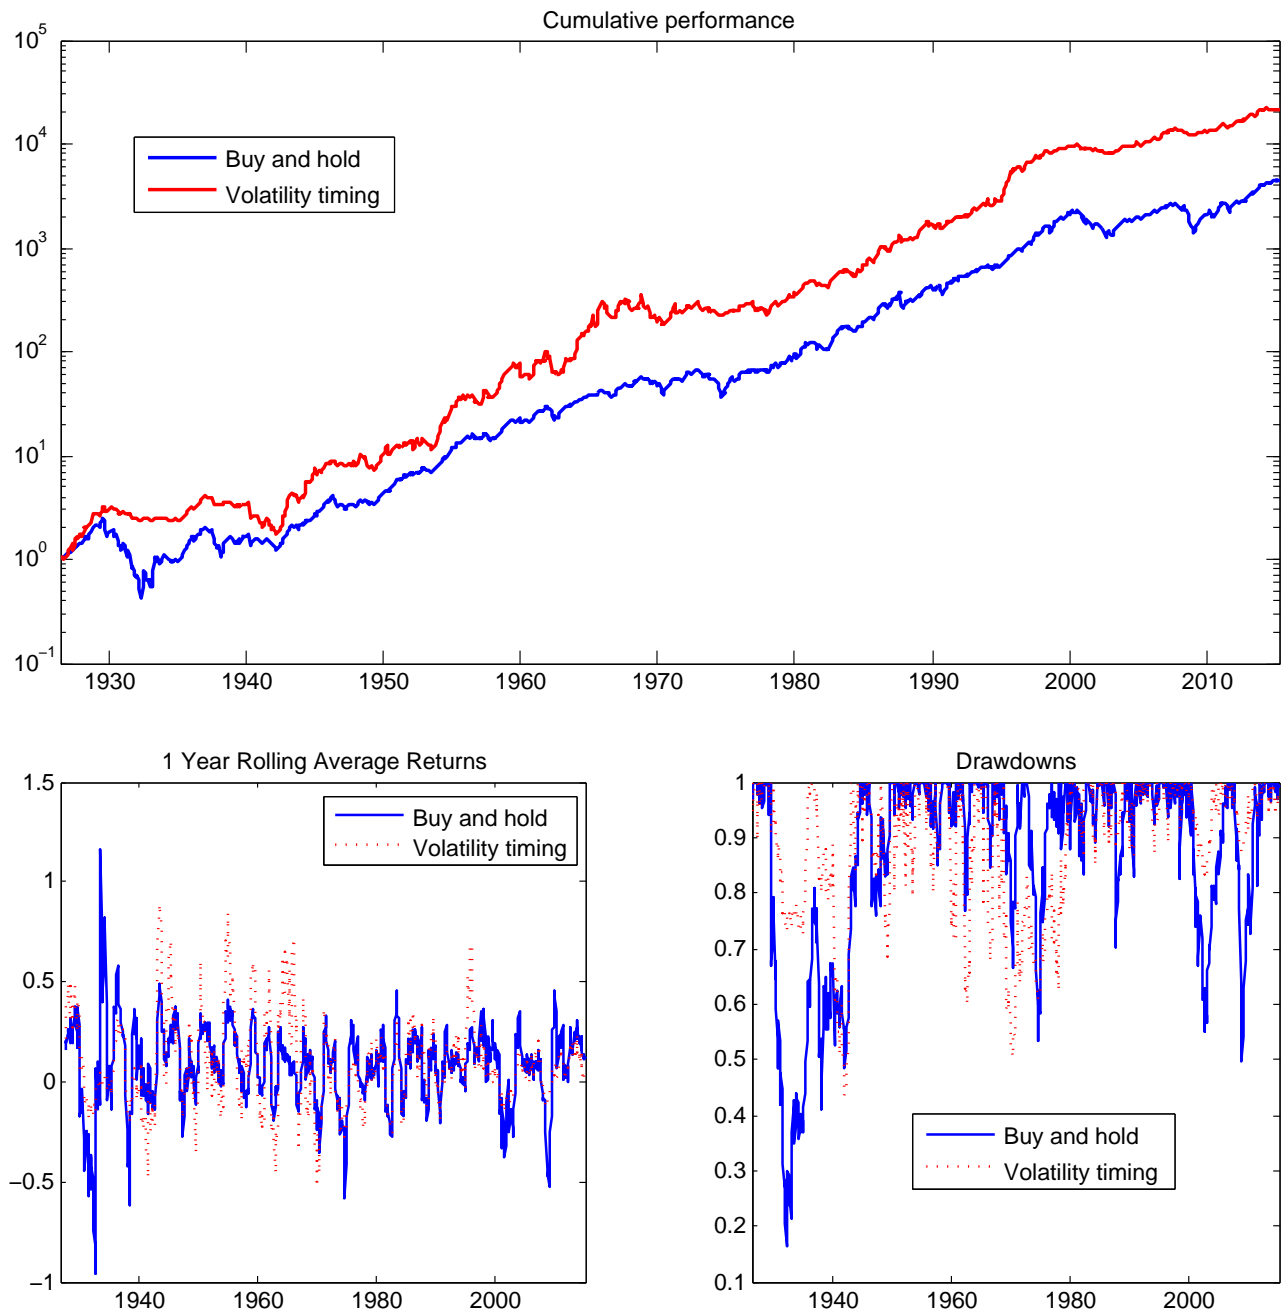 Cumulative performance
10^5
10^4
10^3
10^2
10^1
10^0
10^−1
Buy and hold
Volatility timing
1930 1940 1950 1960 1970 1980 1990 2000 2010
1 Year Rolling Average Returns
1.5
1
0.5
0
−0.5
−1
Buy and hold
Volatility timing
1940 1960 1980 2000
Drawdowns
1
0.9
0.8
0.7
0.6
0.5
0.4
0.3
0.2
0.1
Buy and hold
Volatility timing
1940 1960 1980 2000